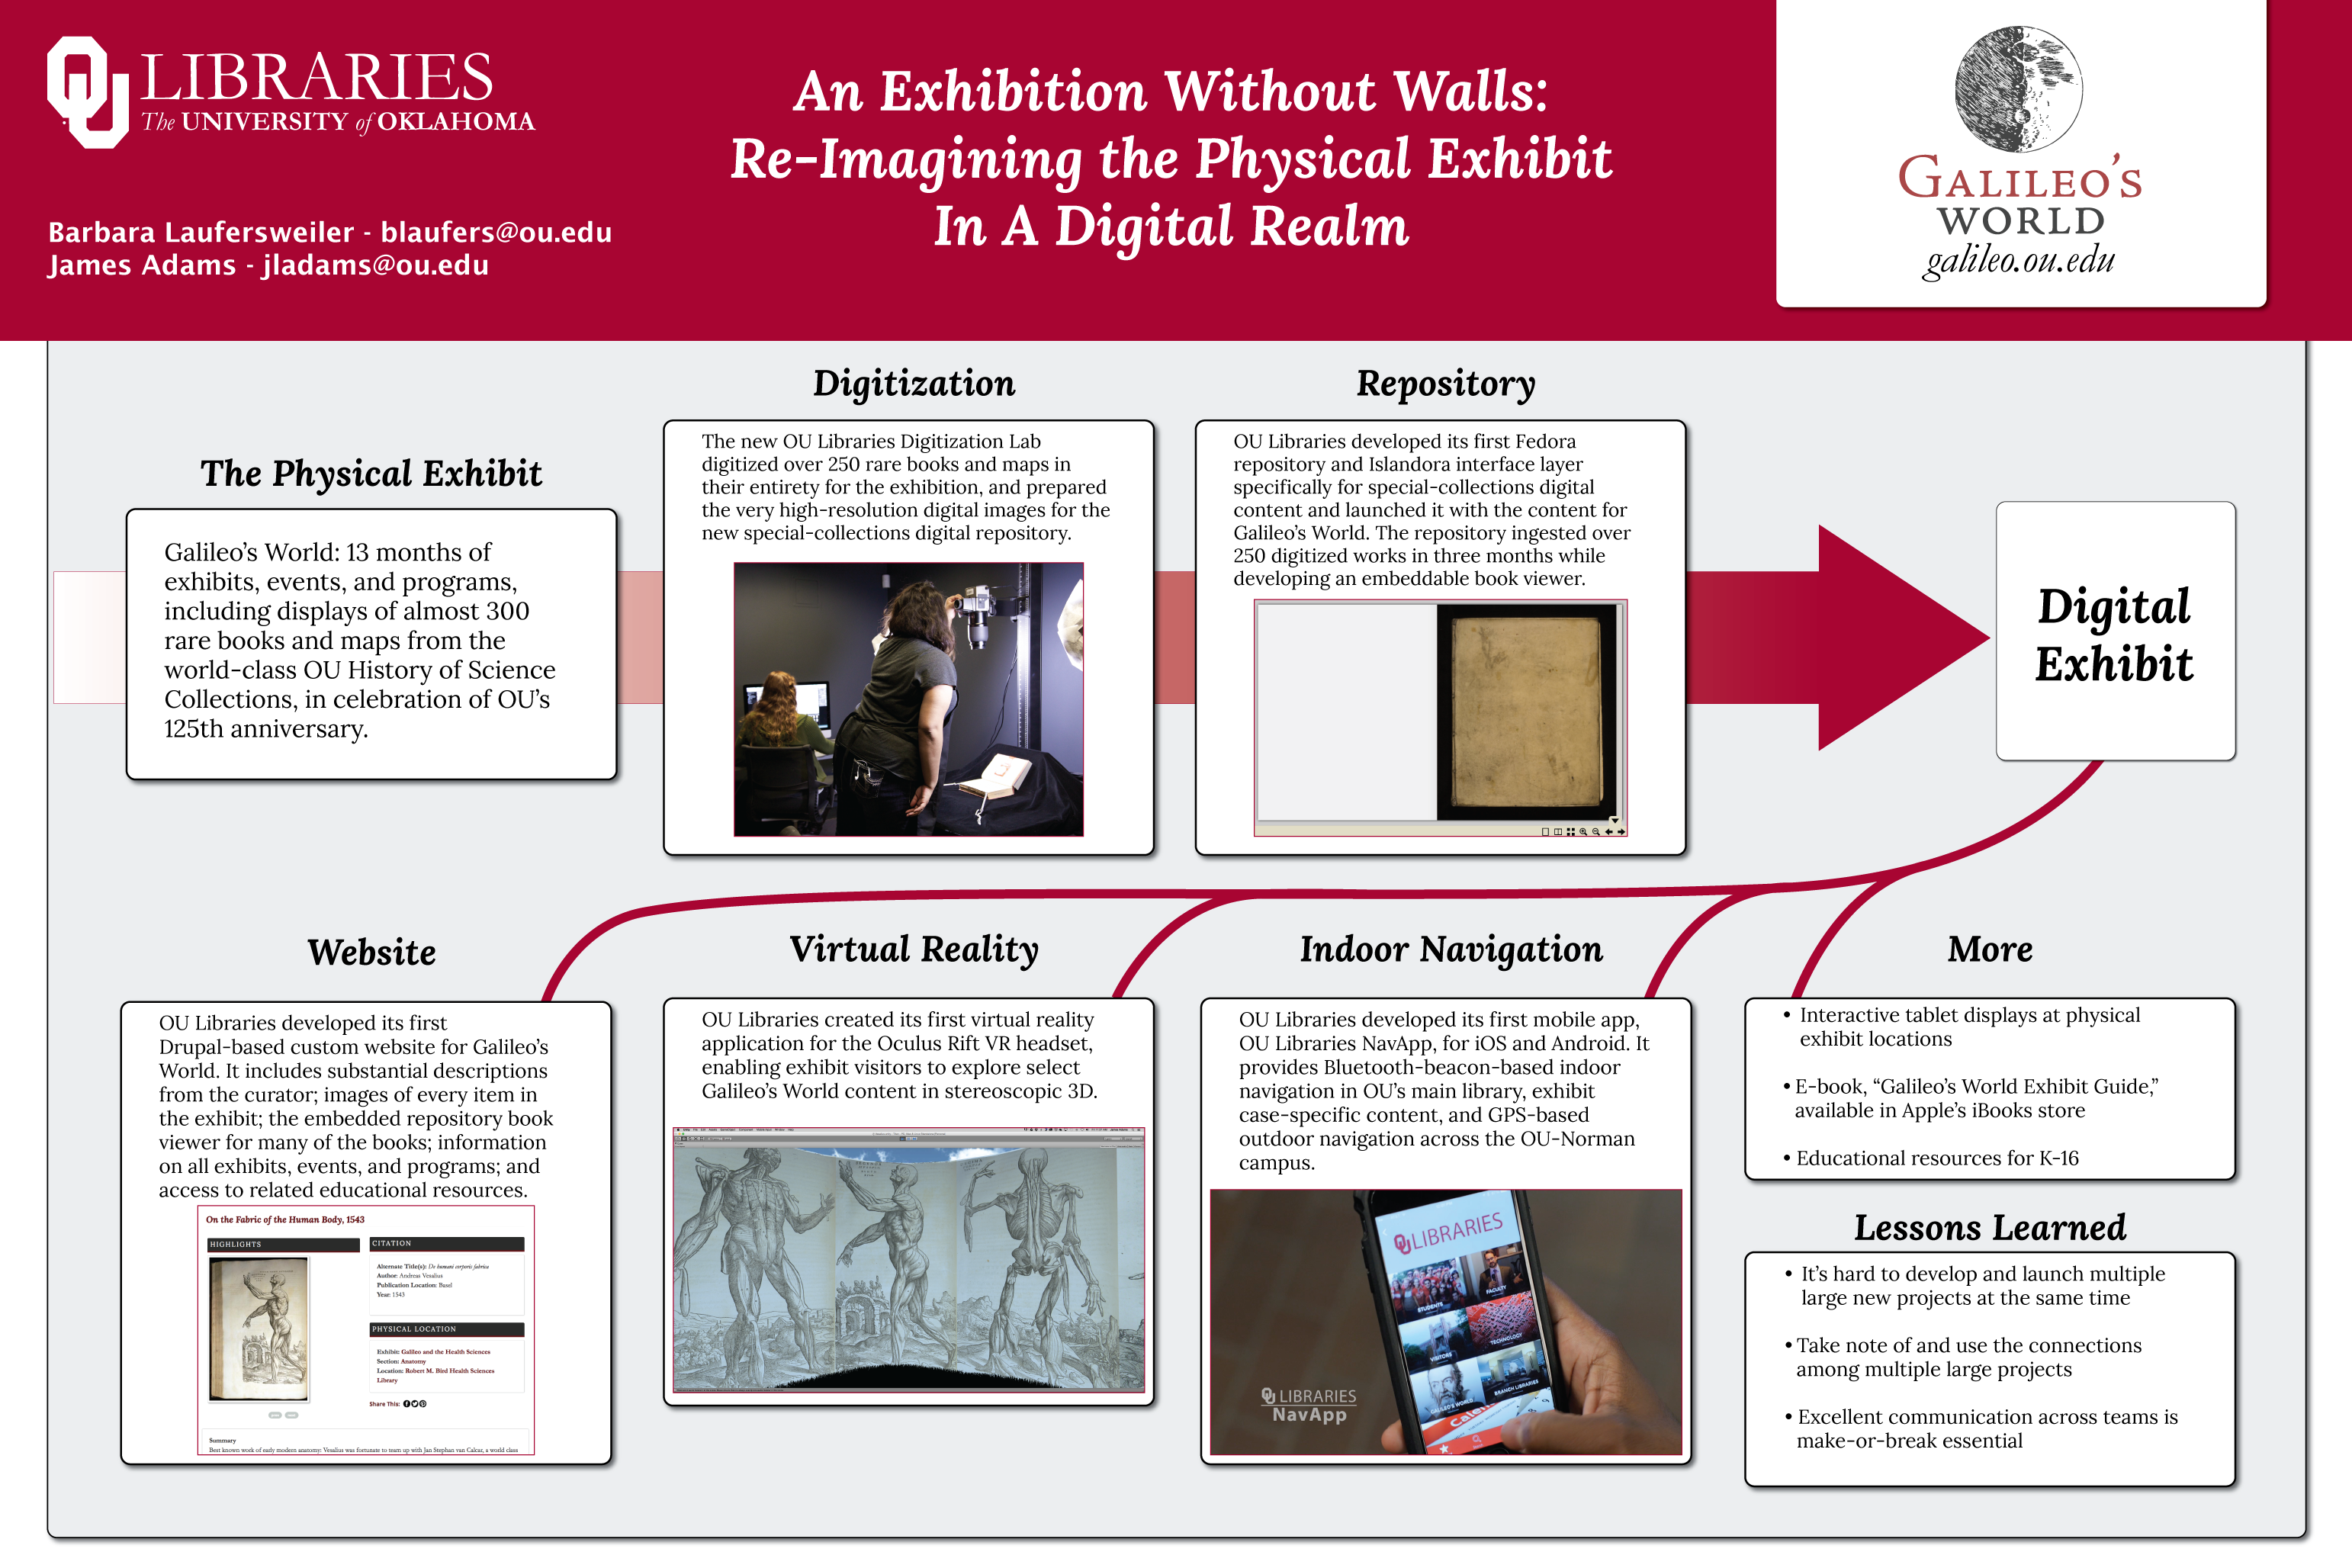 OU LIBRARIES
The UNIVERSITY of OKLAHOMA
Barbara Laufersweiler - blaufers@ou.edu
James Adams - jladams@ou.edu
An Exhibition Without Walls:
Re-Imagining the Physical Exhibit
In A Digital Realm
GALILEO'S
WORLD
galileo.ou.edu
The Physical Exhibit
Galileo's World: 13 months of
exhibits, events, and programs,
including displays of almost 300
rare books and maps from the
world-class OU History of Science
Collections, in celebration of OU's
125th anniversary.
Digitization
The new OU Libraries Digitization Lab
digitized over 250 rare books and maps in
their entirety for the exhibition, and prepared
the very high-resolution digital images for the
new special-collections digital repository.
Repository
OU Libraries developed its first Fedora
repository and Islandora interface layer
specifically for special-collections digital
content and launched it with the content for
Galileo's World. The repository ingested over
250 digitized works in three months while
developing an embeddable book viewer.
Digital
Exhibit
Website
OU Libraries developed its first
Drupal-based custom website for Galileo's
World. It includes substantial descriptions
from the curator; images of every item in
the exhibit; the embedded repository book
viewer for many of the books; information
on all exhibits, events, and programs; and
access to related educational resources.
On the Fabric of the Human Body, 1543
HIGHLIGHTS
CITATION
Alternate Title(s): De humani corporis fabrica
Author: Andreas Vesalius
Publication Location: Basel
Year: 1543
PHYSICAL LOCATION
Exhibit: Galileo and the Health Sciences
Section: Anatomy
Location: Robert M. Bird Health Sciences
Library
Share This:
Summary
Best known work of early modern anatomy: Vesalius was fortunate to team up with Jan Stephan van Calcar, a world class
Virtual Reality
OU Libraries created its first virtual reality
application for the Oculus Rift VR headset,
enabling exhibit visitors to explore select
Galileo's World content in stereoscopic 3D.
Indoor Navigation
OU Libraries developed its first mobile app,
OU Libraries NavApp, for iOS and Android. It
provides Bluetooth-beacon-based indoor
navigation in OU's main library, exhibit
case-specific content, and GPS-based
outdoor navigation across the OU-Norman
campus.
OU LIBRARIES
STUDENTS
FACULTY
VISITORS
TECHNOLOGY
GALILEO'S WORLD
BRANCH LIBRARIES
OU LIBRARIES
NavApp
More
• Interactive tablet displays at physical
exhibit locations
• E-book, “Galileo's World Exhibit Guide,”
available in Apple's iBooks store
• Educational resources for K-16
Lessons Learned
• It's hard to develop and launch multiple
large new projects at the same time
• Take note of and use the connections
among multiple large projects
• Excellent communication across teams is
make-or-break essential